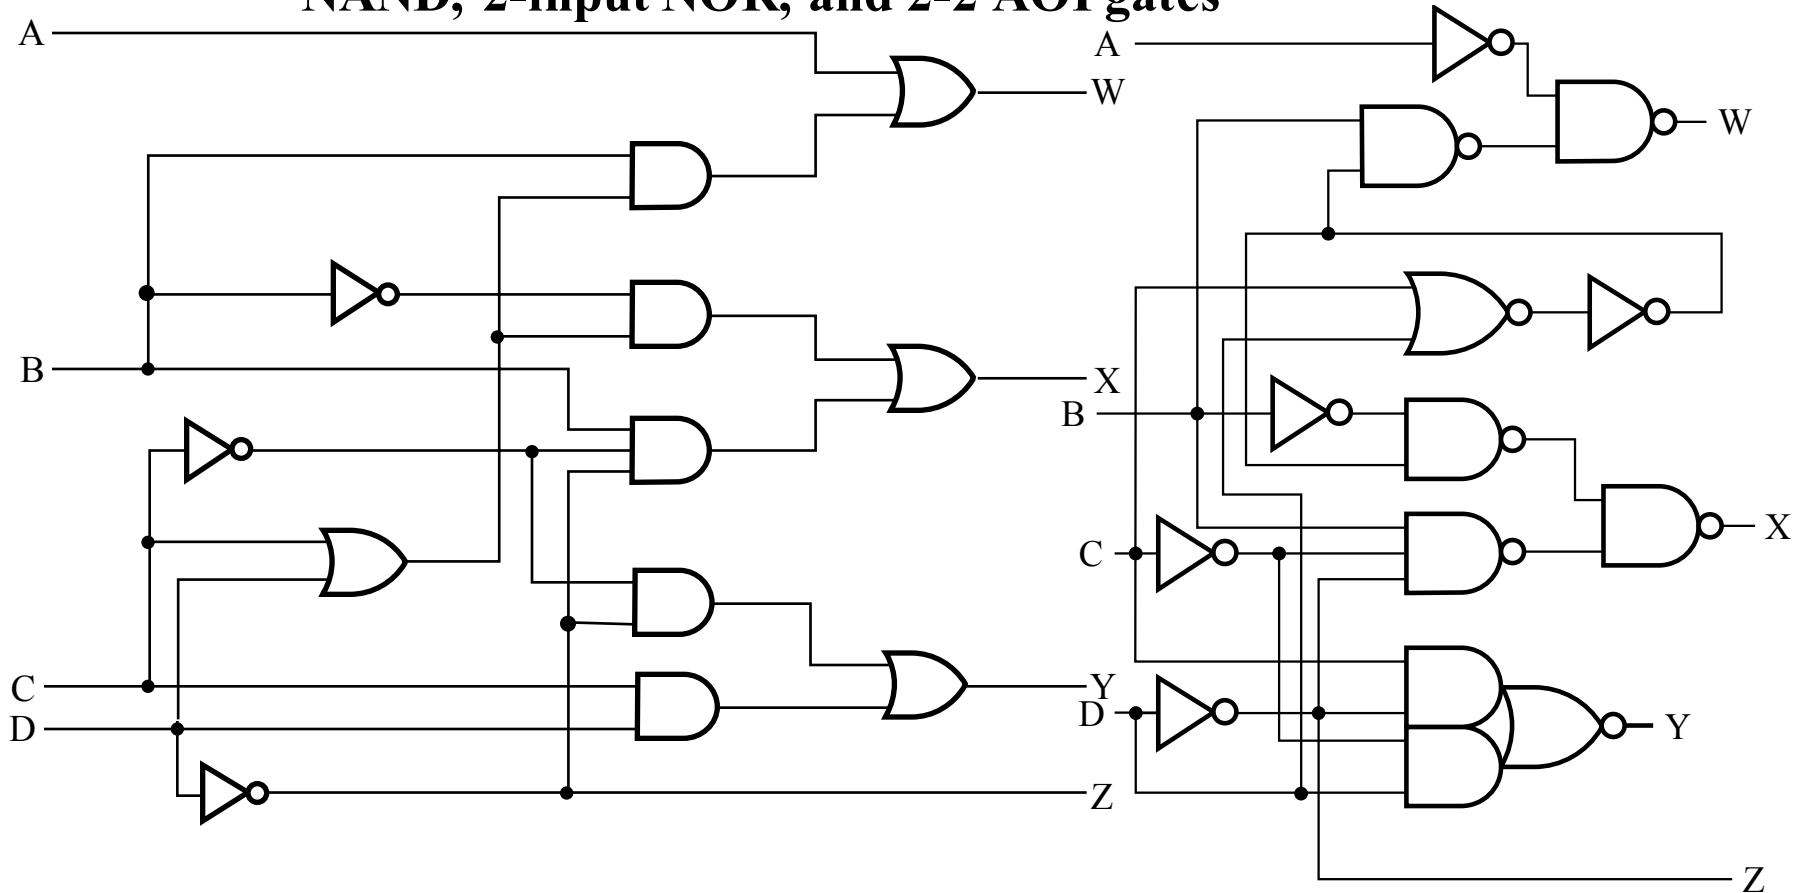 NAND, 2-input NOR, and 2-2 AOI gates
A
W
B
X
C
D
Y
Z
A
W
B
X
C
D
Y
Z